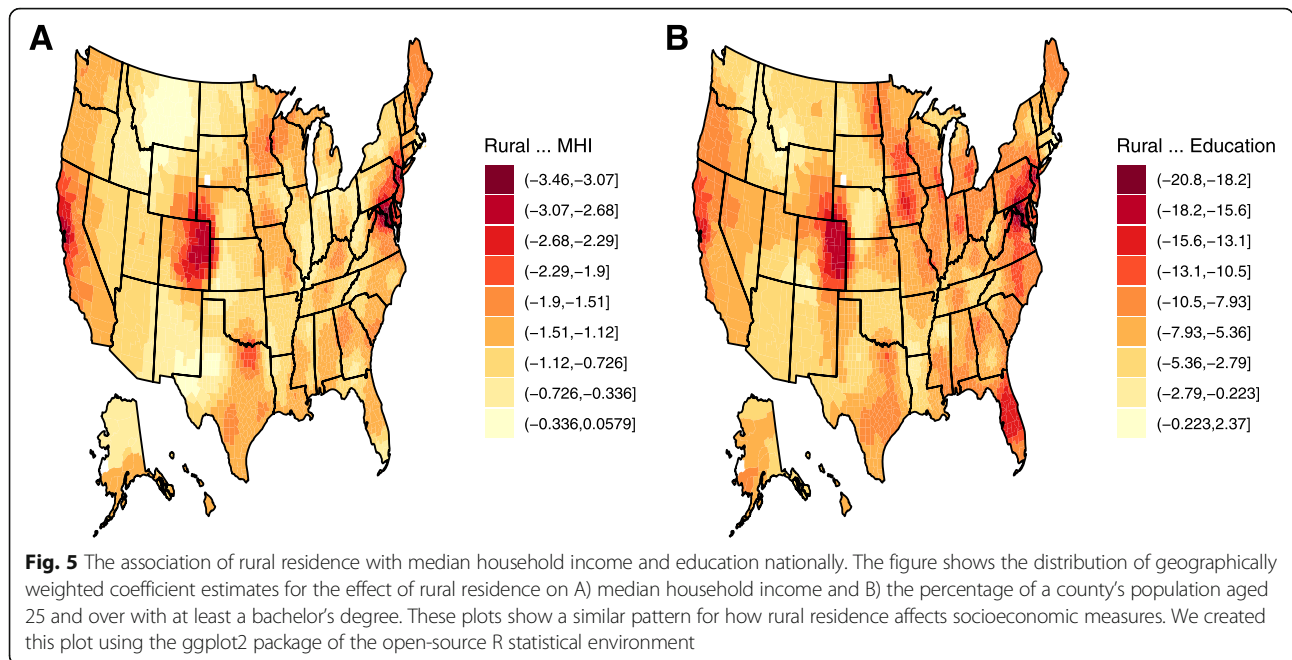 A
B
Rural ... MHI
(−3.46,−3.07]
(−3.07,−2.68]
(−2.68,−2.29]
(−2.29,−1.9]
(−1.9,−1.51]
(−1.51,−1.12]
(−1.12,−0.726]
(−0.726,−0.336]
(−0.336,0.0579]
Rural ... Education
(−20.8,−18.2]
(−18.2,−15.6]
(−15.6,−13.1]
(−13.1,−10.5]
(−10.5,−7.93]
(−7.93,−5.36]
(−5.36,−2.79]
(−2.79,−0.223]
(−0.223,2.37]
Fig. 5 The association of rural residence with median household income and education nationally. The figure shows the distribution of geographically
weighted coefficient estimates for the effect of rural residence on A) median household income and B) the percentage of a county’s population aged
25 and over with at least a bachelor’s degree. These plots show a similar pattern for how rural residence affects socioeconomic measures. We created
this plot using the ggplot2 package of the open-source R statistical environment